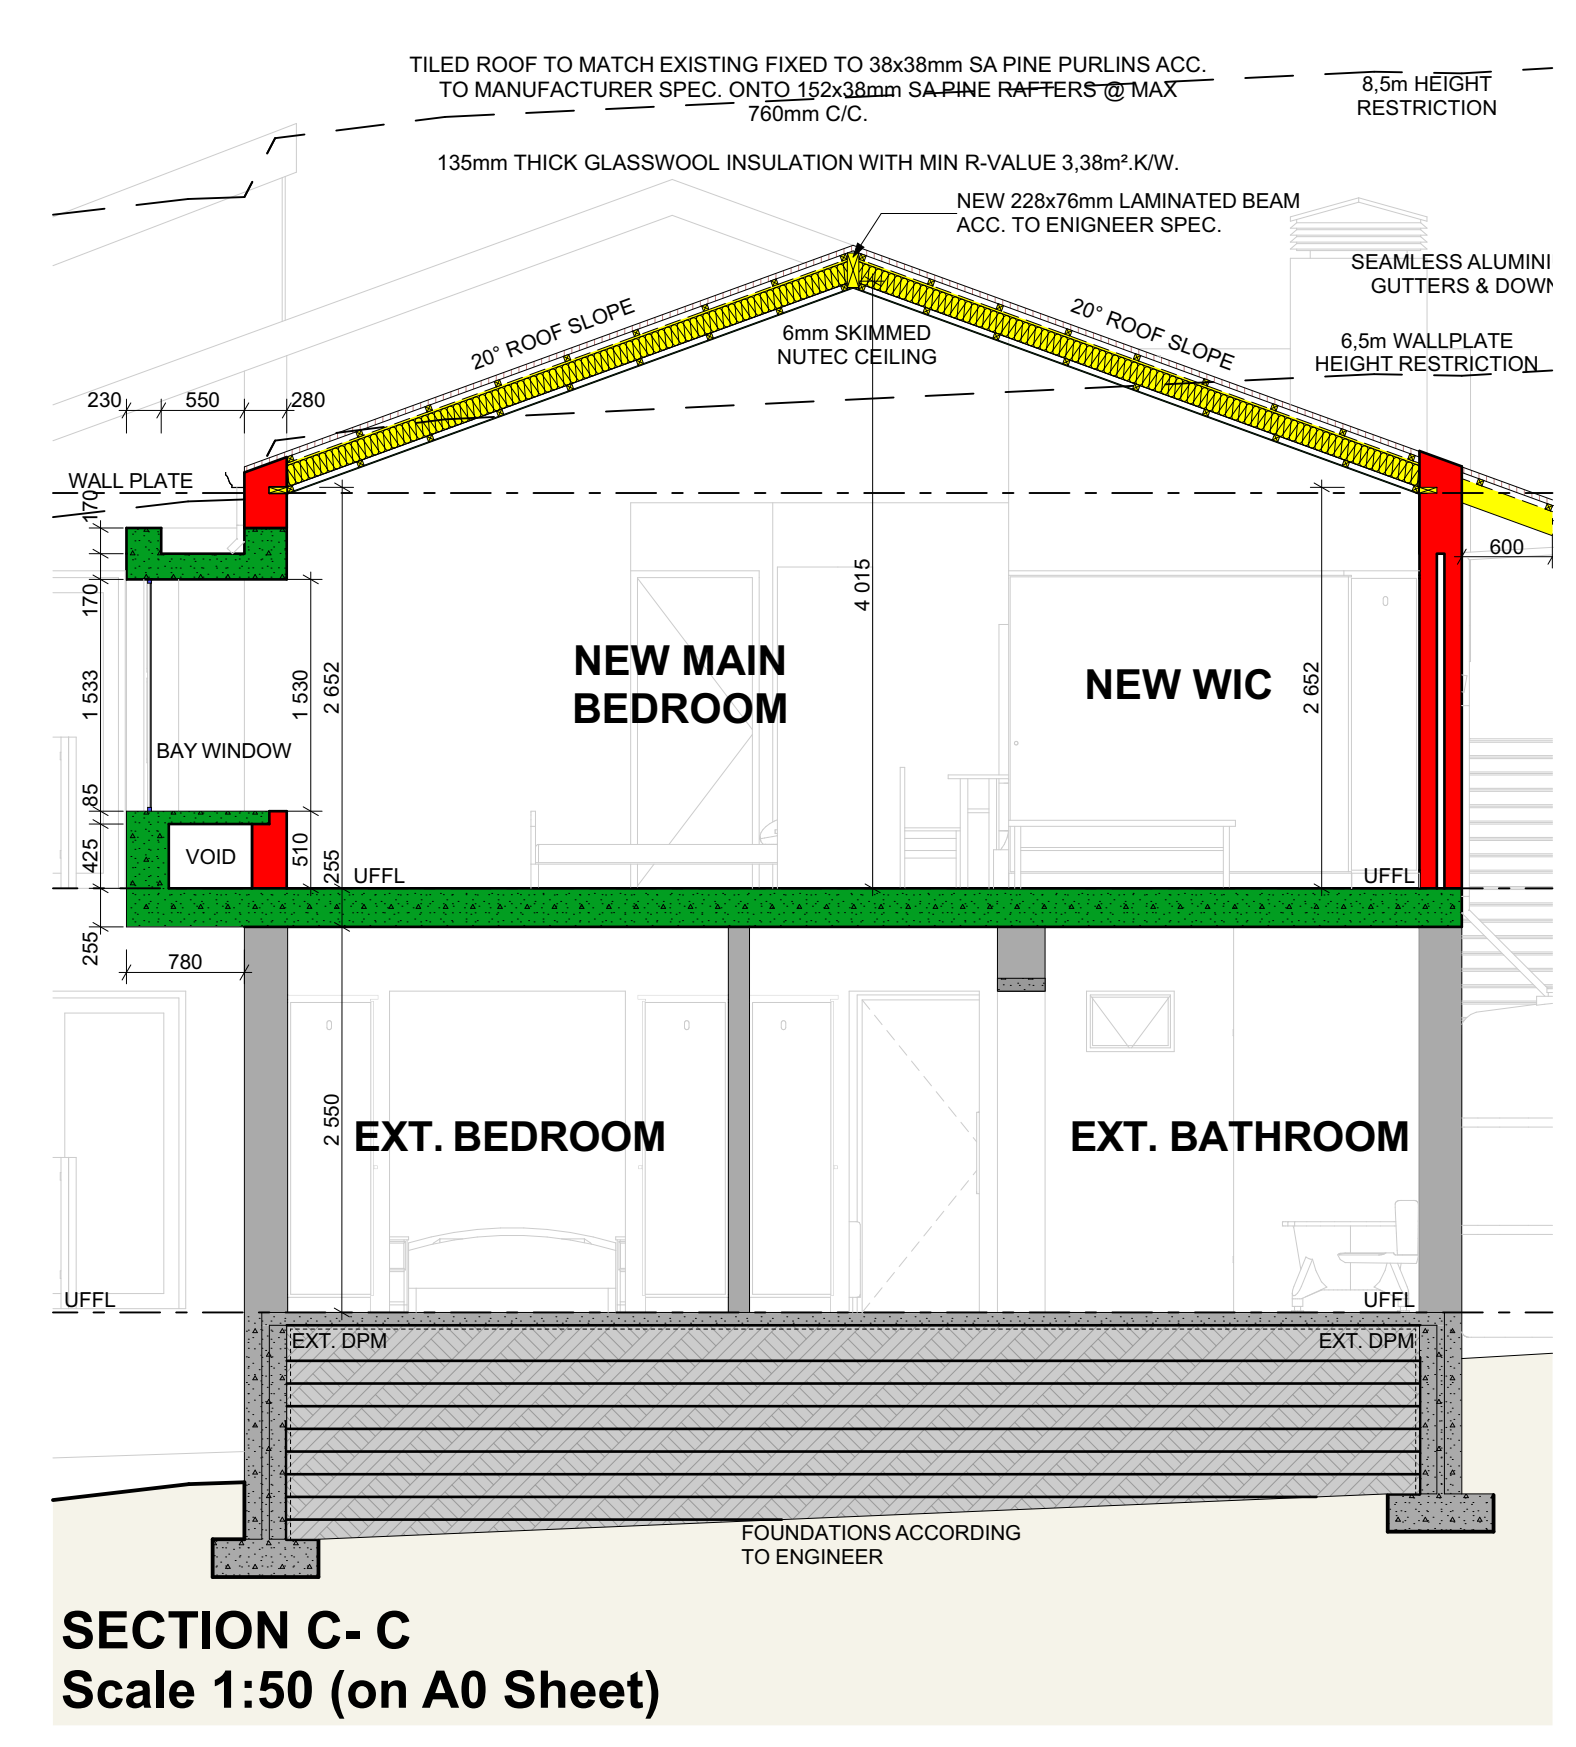 TILED ROOF TO MATCH EXISTING FIXED TO 38x38mm SA PINE PURLINS ACC.
TO MANUFACTURER SPEC. ONTO 152x38mm SA PINE RAFTERS @ MAX
760mm C/C.
8,5m HEIGHT
RESTRICTION
135mm THICK GLASSWOOL INSULATION WITH MIN R-VALUE 3,38m².K/W.
NEW 228x76mm LAMINATED BEAM
ACC. TO ENIGNEER SPEC.
SEAMLESS ALUMINI
GUTTERS & DOWN
20° ROOF SLOPE
20° ROOF SLOPE
6mm SKIMMED
NUTEC CEILING
6,5m WALLPLATE
HEIGHT RESTRICTION
230
550
280
WALL PLATE
170
600
170
4 015
1 533
1 530
2 652
NEW MAIN
BEDROOM
NEW WIC
2 652
BAY WINDOW
85
425
VOID
510
255
UFFL
UFFL
255
780
2 550
EXT. BEDROOM
EXT. BATHROOM
UFFL
UFFL
EXT. DPM
EXT. DPM
FOUNDATIONS ACCORDING
TO ENGINEER
SECTION C- C
Scale 1:50 (on A0 Sheet)